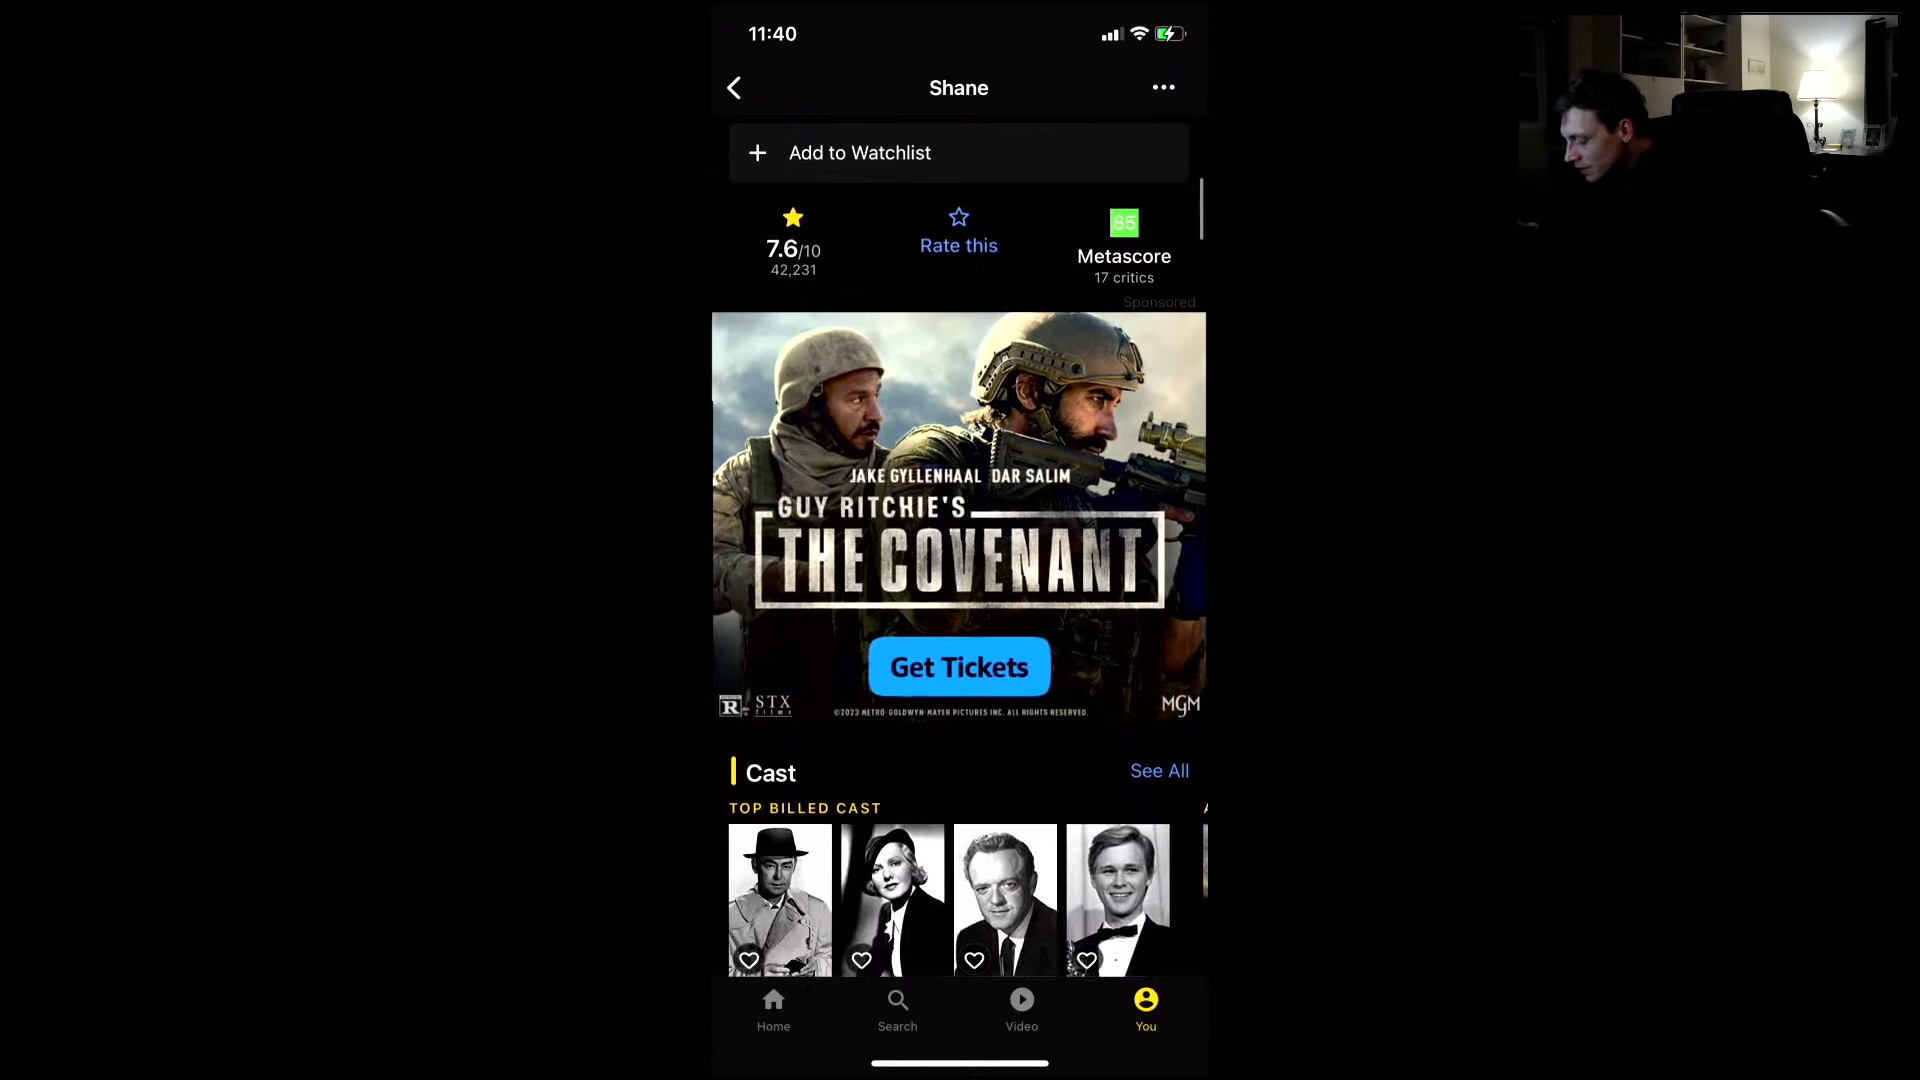 11:40
Shane
Add to Watchlist
7.6/10
42,231
Rate this
85
Metascore
17 critics
Sponsored
JAKE GYLLENHAAL DAR SALIM
GUY RITCHIE'S
THE COVENANT
Get Tickets
R
STX
films
©2023 METRO-GOLDWYN-MAYER PICTURES INC. ALL RIGHTS RESERVED.
MGM
Cast
See All
TOP BILLED CAST
Home
Search
Video
You